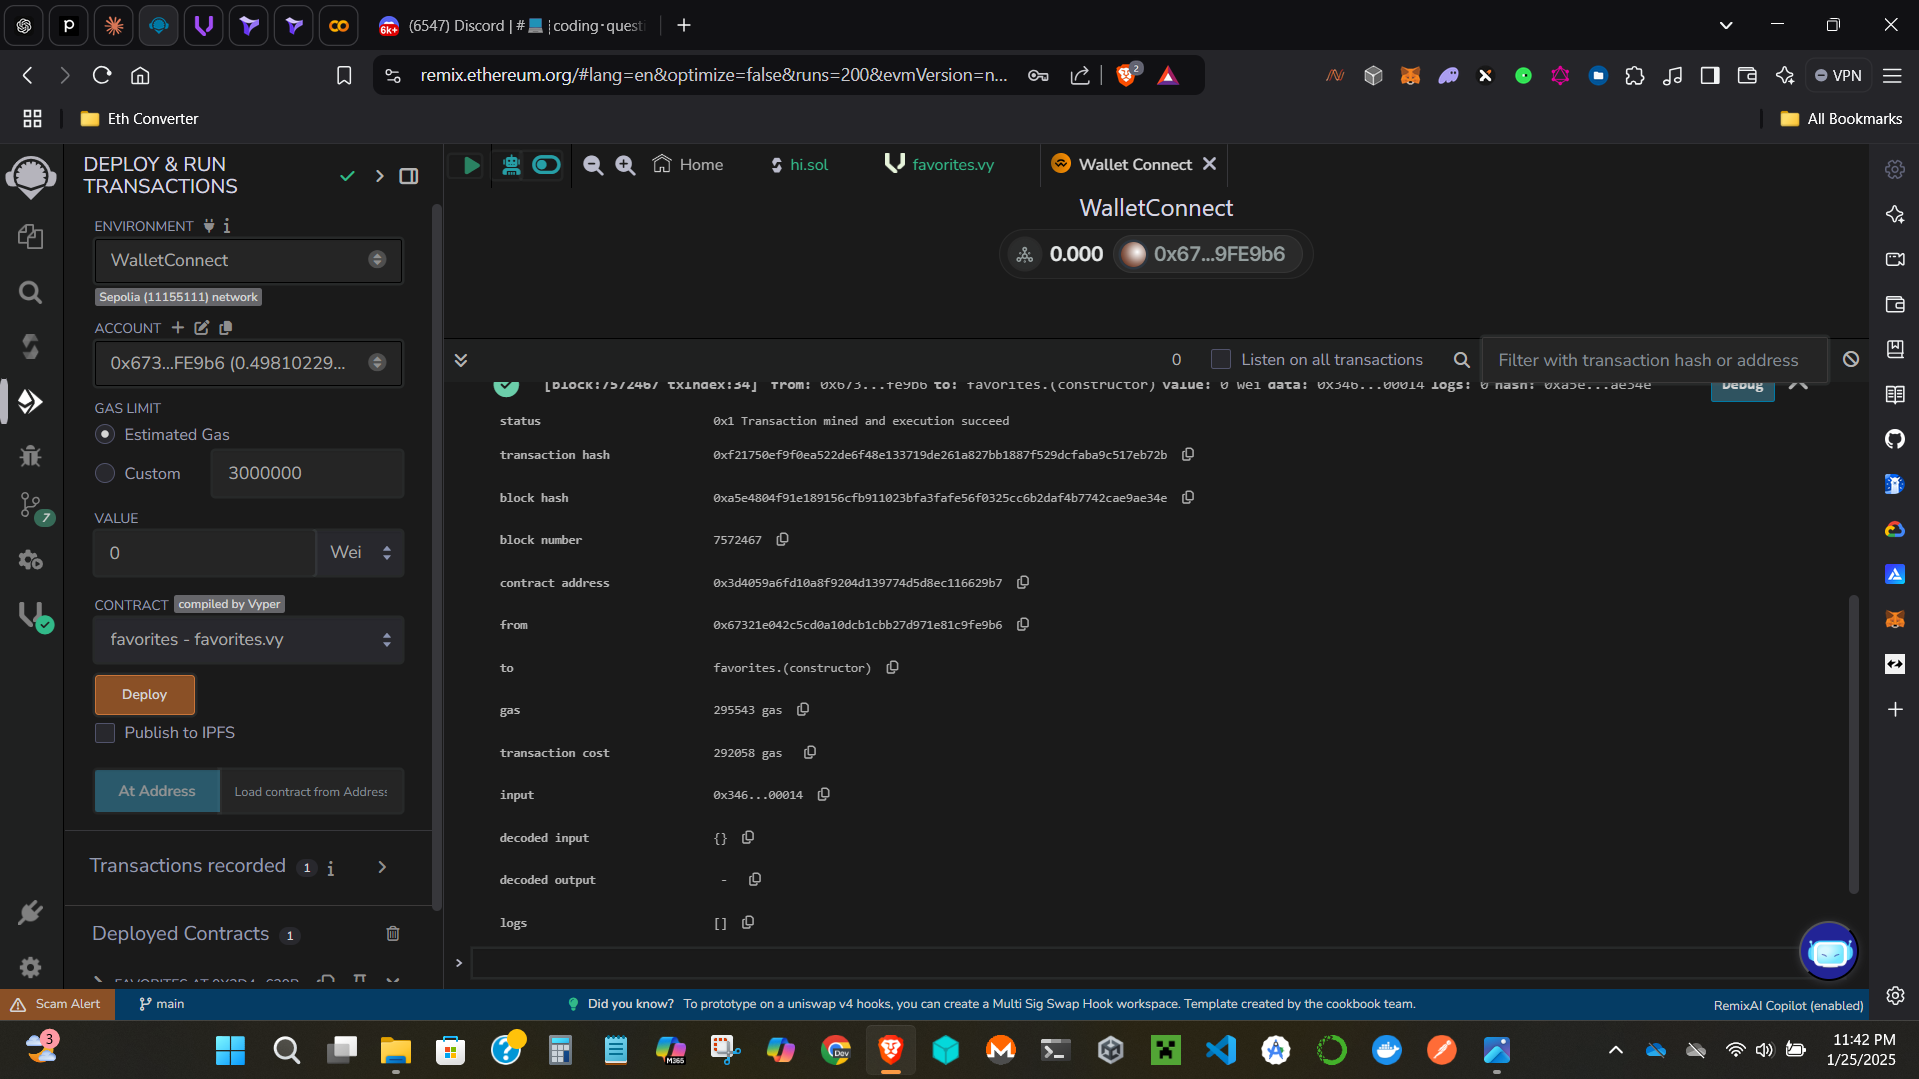 (6547) Discord | # coding-questi
remix.ethereum.org/#lang=en&optimize=false&runs=200&evmVersion=n...
2
VPN
Eth Converter
All Bookmarks
DEPLOY & RUN
TRANSACTIONS
Home
hi.sol
favorites.vy
Wallet Connect
ENVIRONMENT
WalletConnect
Sepolia (11155111) network
ACCOUNT
0x673...FE9b6 (0.49810229...
GAS LIMIT
Estimated Gas
Custom
3000000
VALUE
0
Wei
CONTRACT
compiled by Vyper
favorites - favorites.vy
Deploy
Publish to IPFS
At Address
Load contract from Address
Transactions recorded 1
Deployed Contracts 1
7
WalletConnect
0.000
0x67...9FE9b6
0
Listen on all transactions
Filter with transaction hash or address
[block:7572467 txIndex:34] from: 0x673...fe9b6 to: favorites.(constructor) value: 0 wei data: 0x346...00014 logs: 0 hash: 0xa5e...ae34e
Debug
status 0x1 Transaction mined and execution succeed
transaction hash 0xf21750ef9f0ea522de6f48e133719de261a827bb1887f529dcfaba9c517eb72b
block hash 0xa5e4804f91e189156cfb911023bfa3fafe56f0325cc6b2daf4b7742cae9ae34e
block number 7572467
contract address 0x3d4059a6fd10a8f9204d139774d5d8ec116629b7
from 0x67321e042c5cd0a10dcb1cbb27d971e81c9fe9b6
to favorites.(constructor)
gas 295543 gas
transaction cost 292058 gas
input 0x346...00014
decoded input {}
decoded output -
logs []
>
Scam Alert
main
Did you know? To prototype on a uniswap v4 hooks, you can create a Multi Sig Swap Hook workspace. Template created by the cookbook team.
RemixAI Copilot (enabled)
3
11:42 PM
1/25/2025